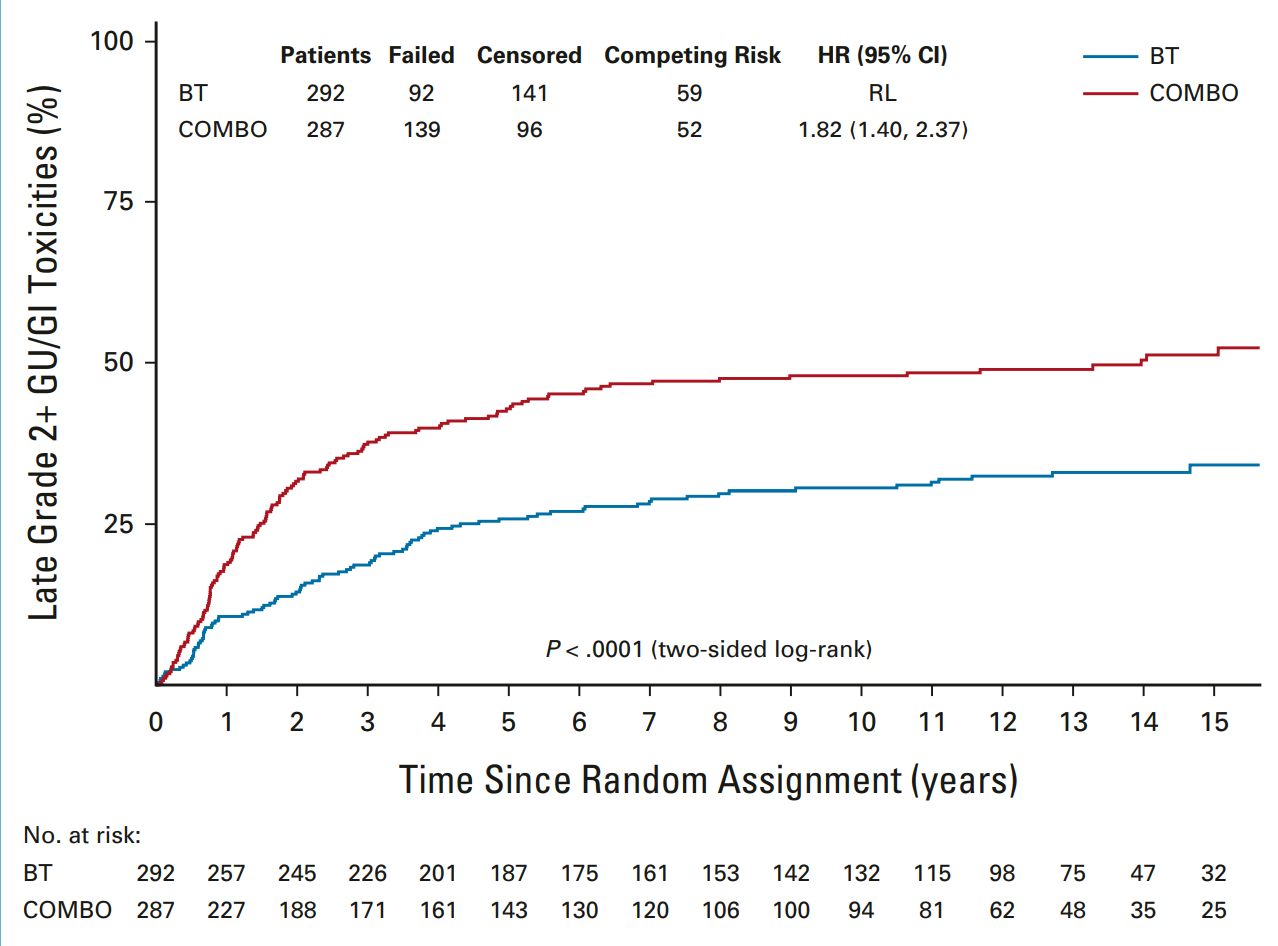 Late Grade 2+ GU/GI Toxicities (%)
100
75
50
25
Patients Failed Censored Competing Risk HR (95% CI)
BT 292 92 141 59 RL
COMBO 287 139 96 52 1.82 (1.40, 2.37)
BT
COMBO
P < .0001 (two-sided log-rank)
0 1 2 3 4 5 6 7 8 9 10 11 12 13 14 15
Time Since Random Assignment (years)
No. at risk:
BT 292 257 245 226 201 187 175 161 153 142 132 115 98 75 47 32
COMBO 287 227 188 171 161 143 130 120 106 100 94 81 62 48 35 25